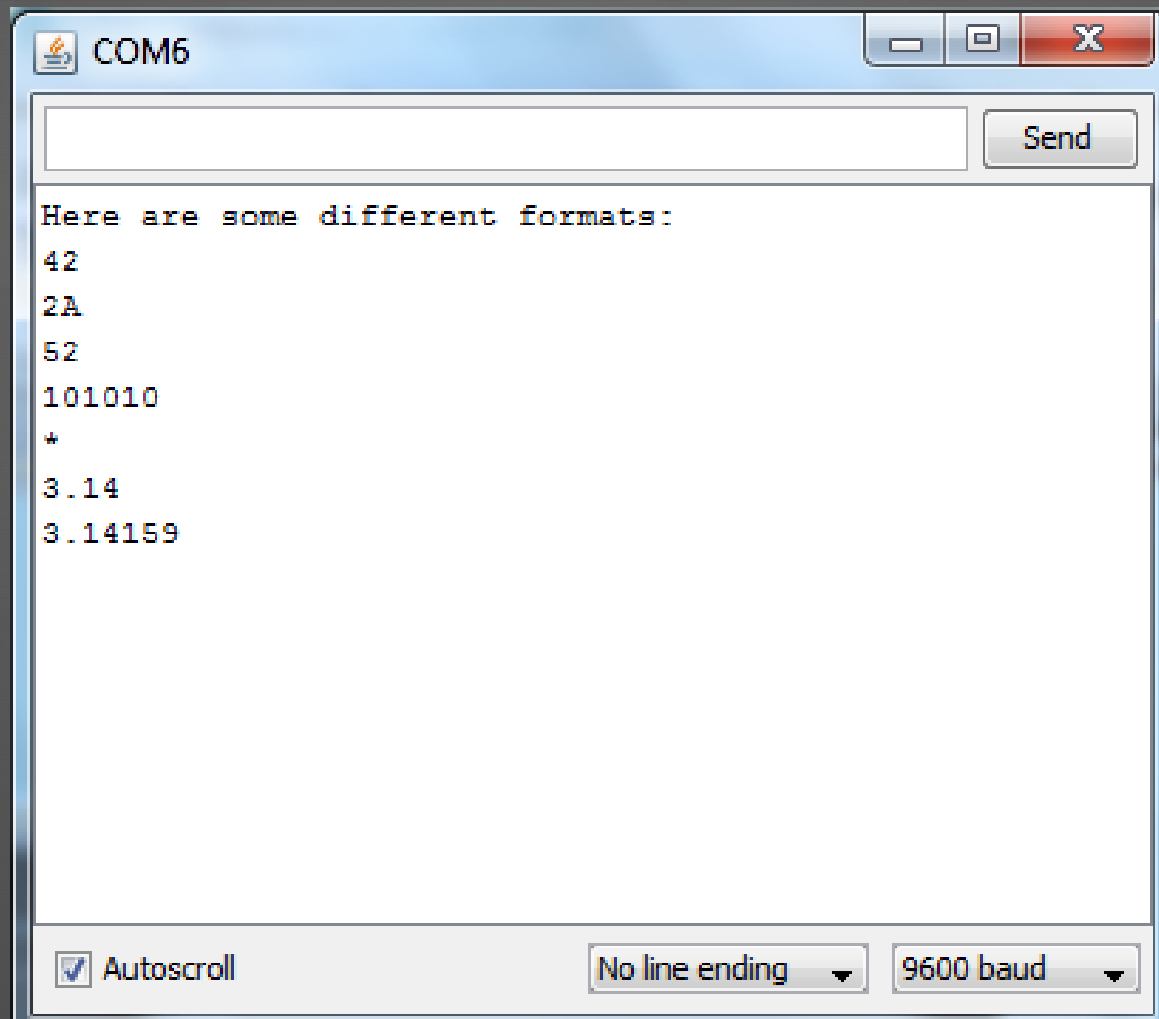 COM6
Send
Here are some different formats:
42
2A
52
101010
*
3.14
3.14159
Autoscroll
No line ending
9600 baud